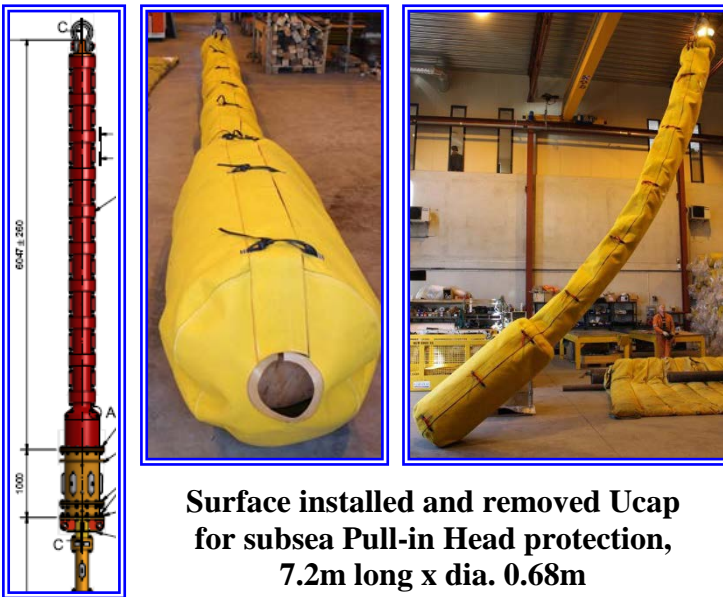 C
6047 ± 260
A
1000
C
Surface installed and removed Ucap
for subsea Pull-in Head protection,
7.2m long x dia. 0.68m